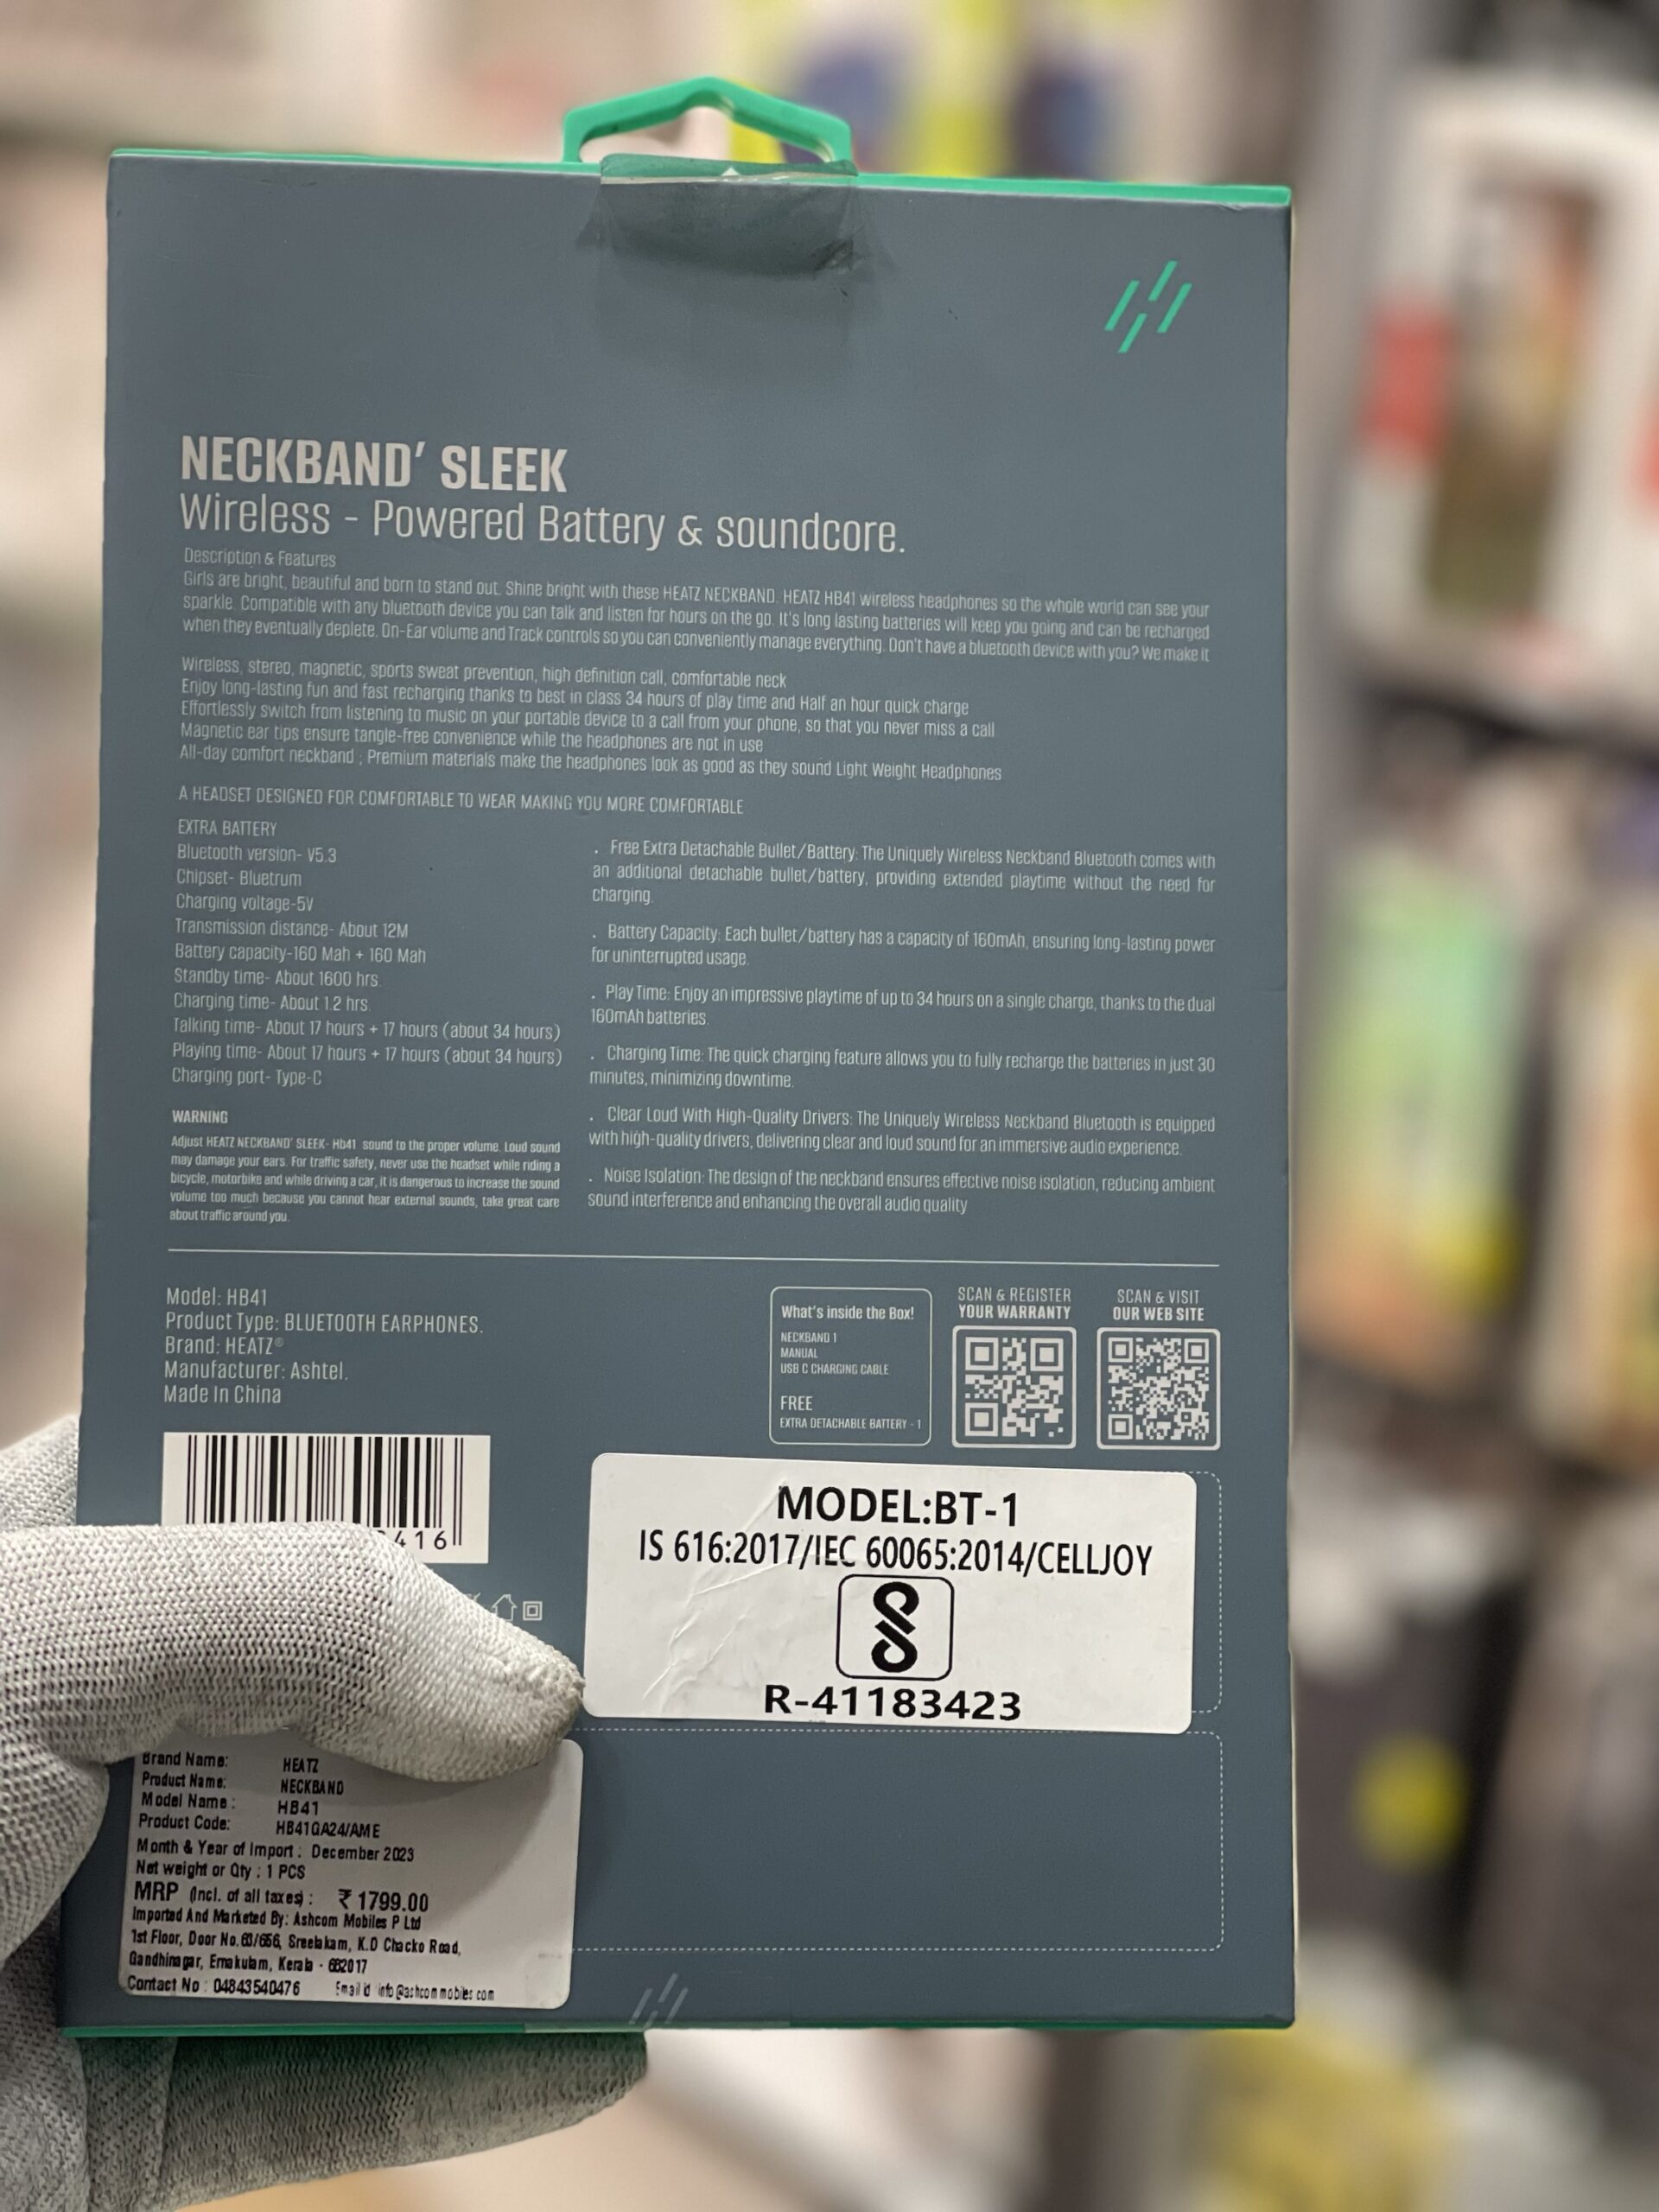 NECKBAND' SLEEK
Wireless - Powered Battery & soundcore.
Description & Features
Girls are bright, beautiful and born to stand out. Shine bright with these HEATZ NECKBAND. HEATZ HB41 wireless headphones so the whole world can see your
sparkle. Compatible with any bluetooth device you can talk and listen for hours on the go. It's long lasting batteries will keep you going and can be recharged
when they eventually deplete. On-Ear volume and Track controls so you can conveniently manage everything. Don't have a bluetooth device with you? We make it
Wireless, stereo, magnetic, sports sweat prevention, high definition call, comfortable neck
Enjoy long-lasting fun and fast recharging thanks to best in class 34 hours of play time and Half an hour quick charge
Effortlessly switch from listening to music on your portable device to a call from your phone, so that you never miss a call
Magnetic ear tips ensure tangle-free convenience while the headphones are not in use
All-day comfort neckband ; Premium materials make the headphones look as good as they sound Light Weight Headphones
A HEADSET DESIGNED FOR COMFORTABLE TO WEAR MAKING YOU MORE COMFORTABLE
EXTRA BATTERY
Bluetooth version- V5.3
Chipset- Bluetrum
Charging voltage-5V
Transmission distance- About 12M
Battery capacity-160 Mah + 160 Mah
Standby time- About 1600 hrs.
Charging time- About 1.2 hrs.
Talking time- About 17 hours + 17 hours (about 34 hours)
Playing time- About 17 hours + 17 hours (about 34 hours)
Charging port- Type-C
WARNING
Adjust HEATZ NECKBAND' SLEEK- Hb41 sound to the proper volume. Loud sound
may damage your ears. For traffic safety, never use the headset while riding a
bicycle, motorbike and while driving a car, it is dangerous to increase the sound
volume too much because you cannot hear external sounds, take great care
about traffic around you.
. Free Extra Detachable Bullet/Battery: The Uniquely Wireless Neckband Bluetooth comes with
an additional detachable bullet/battery, providing extended playtime without the need for
charging.
. Battery Capacity: Each bullet/battery has a capacity of 160mAh, ensuring long-lasting power
for uninterrupted usage.
. Play Time: Enjoy an impressive playtime of up to 34 hours on a single charge, thanks to the dual
160mAh batteries.
. Charging Time: The quick charging feature allows you to fully recharge the batteries in just 30
minutes, minimizing downtime.
. Clear Loud With High-Quality Drivers: The Uniquely Wireless Neckband Bluetooth is equipped
with high-quality drivers, delivering clear and loud sound for an immersive audio experience.
. Noise Isolation: The design of the neckband ensures effective noise isolation, reducing ambient
sound interference and enhancing the overall audio quality
Model: HB41
Product Type: BLUETOOTH EARPHONES.
Brand: HEATZ®
Manufacturer: Ashtel.
Made In China
What's inside the Box!
NECKBAND 1
MANUAL
USB C CHARGING CABLE
FREE
EXTRA DETACHABLE BATTERY - 1
SCAN & REGISTER
YOUR WARRANTY
SCAN & VISIT
OUR WEB SITE
416
MODEL:BT-1
IS 616:2017/IEC 60065:2014/CELLJOY
R-41183423
Brand Name: HEATZ
Product Name: NECKBAND
Model Name : HB41
Product Code: HB41GA24/AME
Month & Year of Import : December 2023
Net weight or Qty : 1 PCS
MRP (Incl. of all taxes) : ₹ 1799.00
Imported And Marketed By: Ashcom Mobiles P Ltd
1st Floor, Door No. 63/656, Sreelakam, K.D Chacko Road,
Gandhinagar, Ernakulam, Kerala - 682017
Contact No : 04843540476 Email id : info@ashcommobiles.com